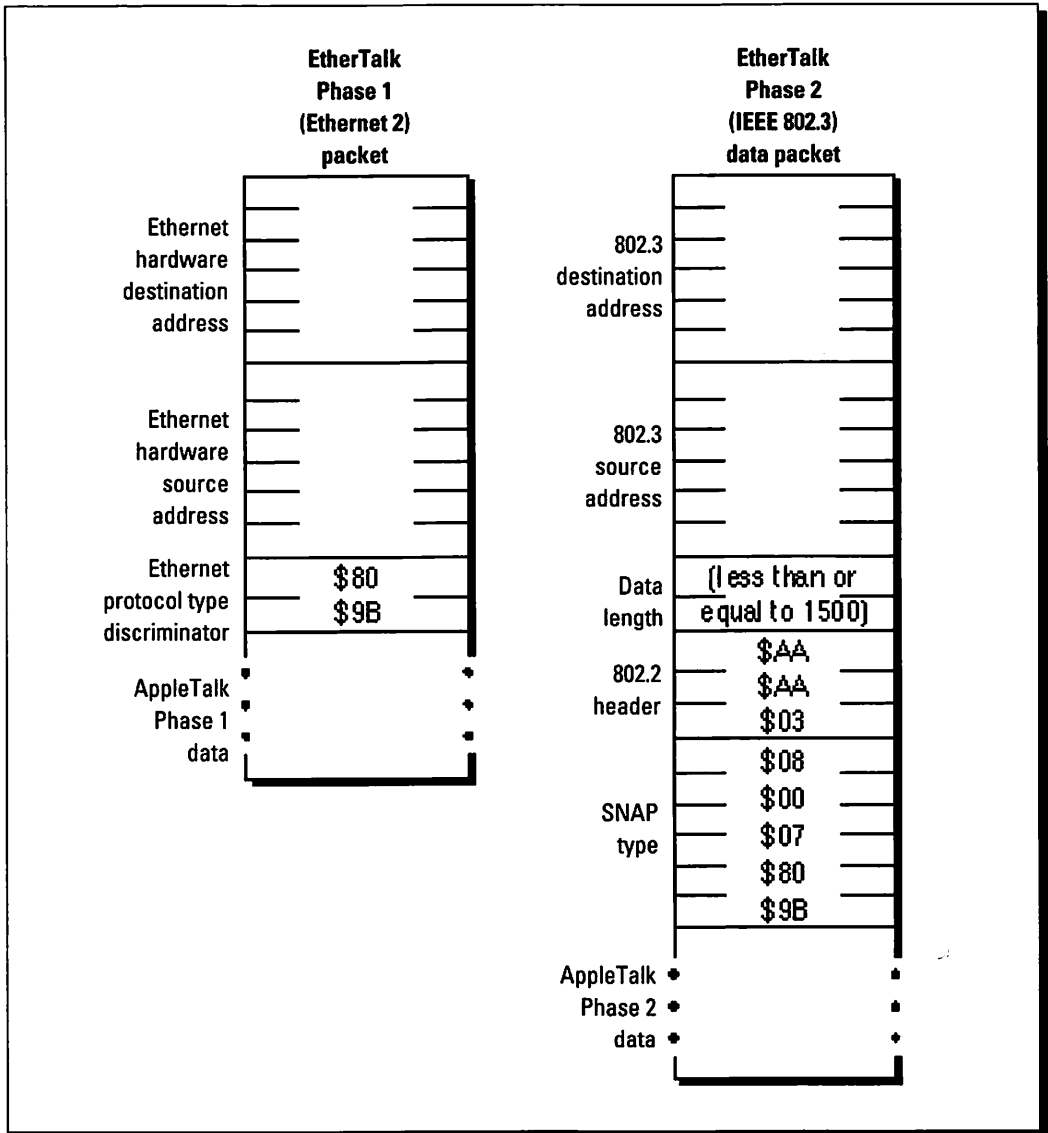 EtherTalk
Phase 1
(Ethernet 2)
packet
Ethernet
hardware
destination
address
Ethernet
hardware
source
address
Ethernet
protocol type
discriminator
$80
$9B
AppleTalk
Phase 1
data
EtherTalk
Phase 2
(IEEE 802.3)
data packet
802.3
destination
address
802.3
source
address
Data
length
(less than or
equal to 1500)
802.2
header
$AA
$AA
$03
SNAP
type
$08
$00
$07
$80
$9B
AppleTalk
Phase 2
data